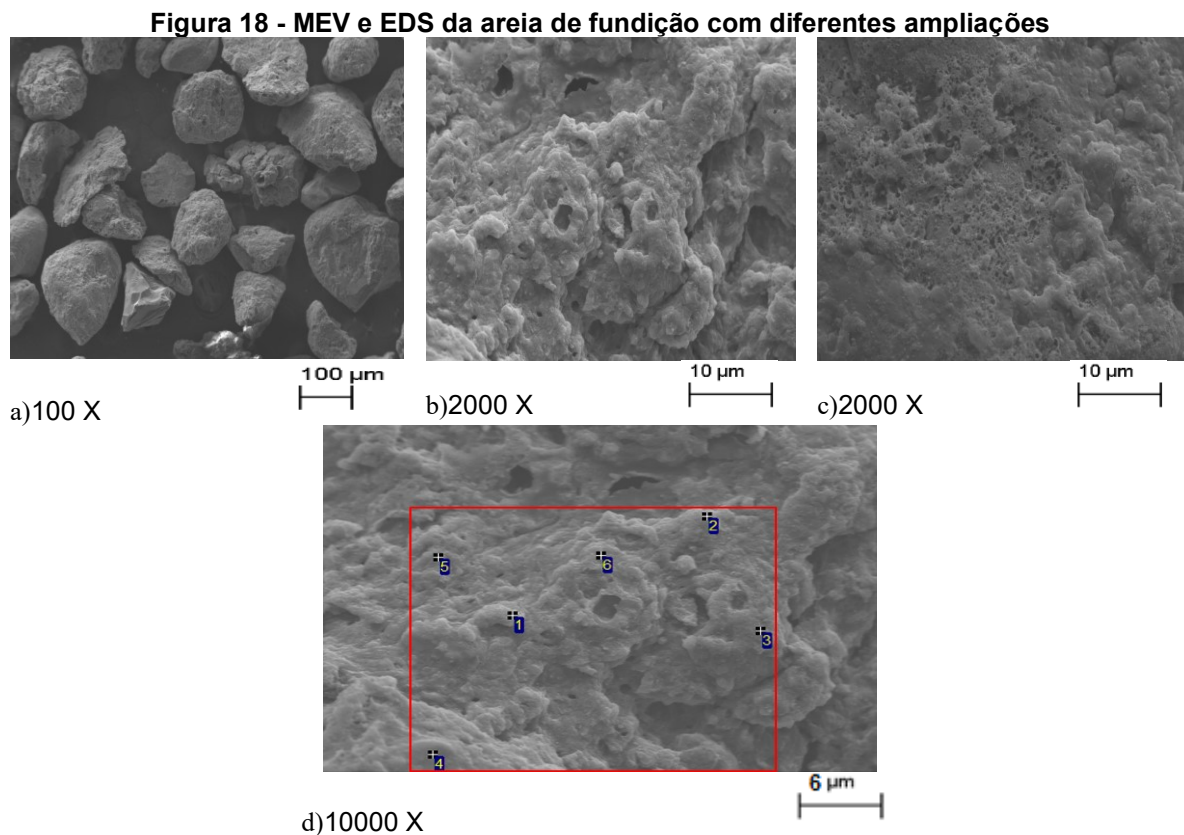 Figura 18 - MEV e EDS da areia de fundição com diferentes ampliações
100 µm
a)100 X
10 µm
b)2000 X
10 µm
c)2000 X
2
5
6
1
3
4
6 µm
d)10000 X